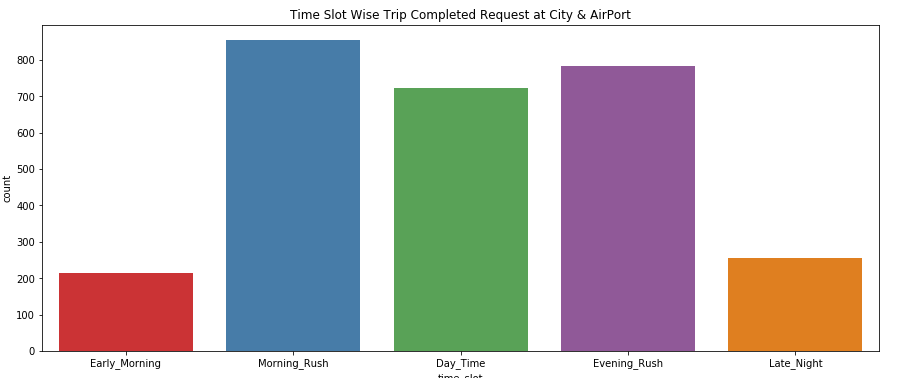 Time Slot Wise Trip Completed Request at City & AirPort
800
700
600
500
400
300
200
100
0
count
Early_Morning Morning_Rush Day_Time Evening_Rush Late_Night
time_slot